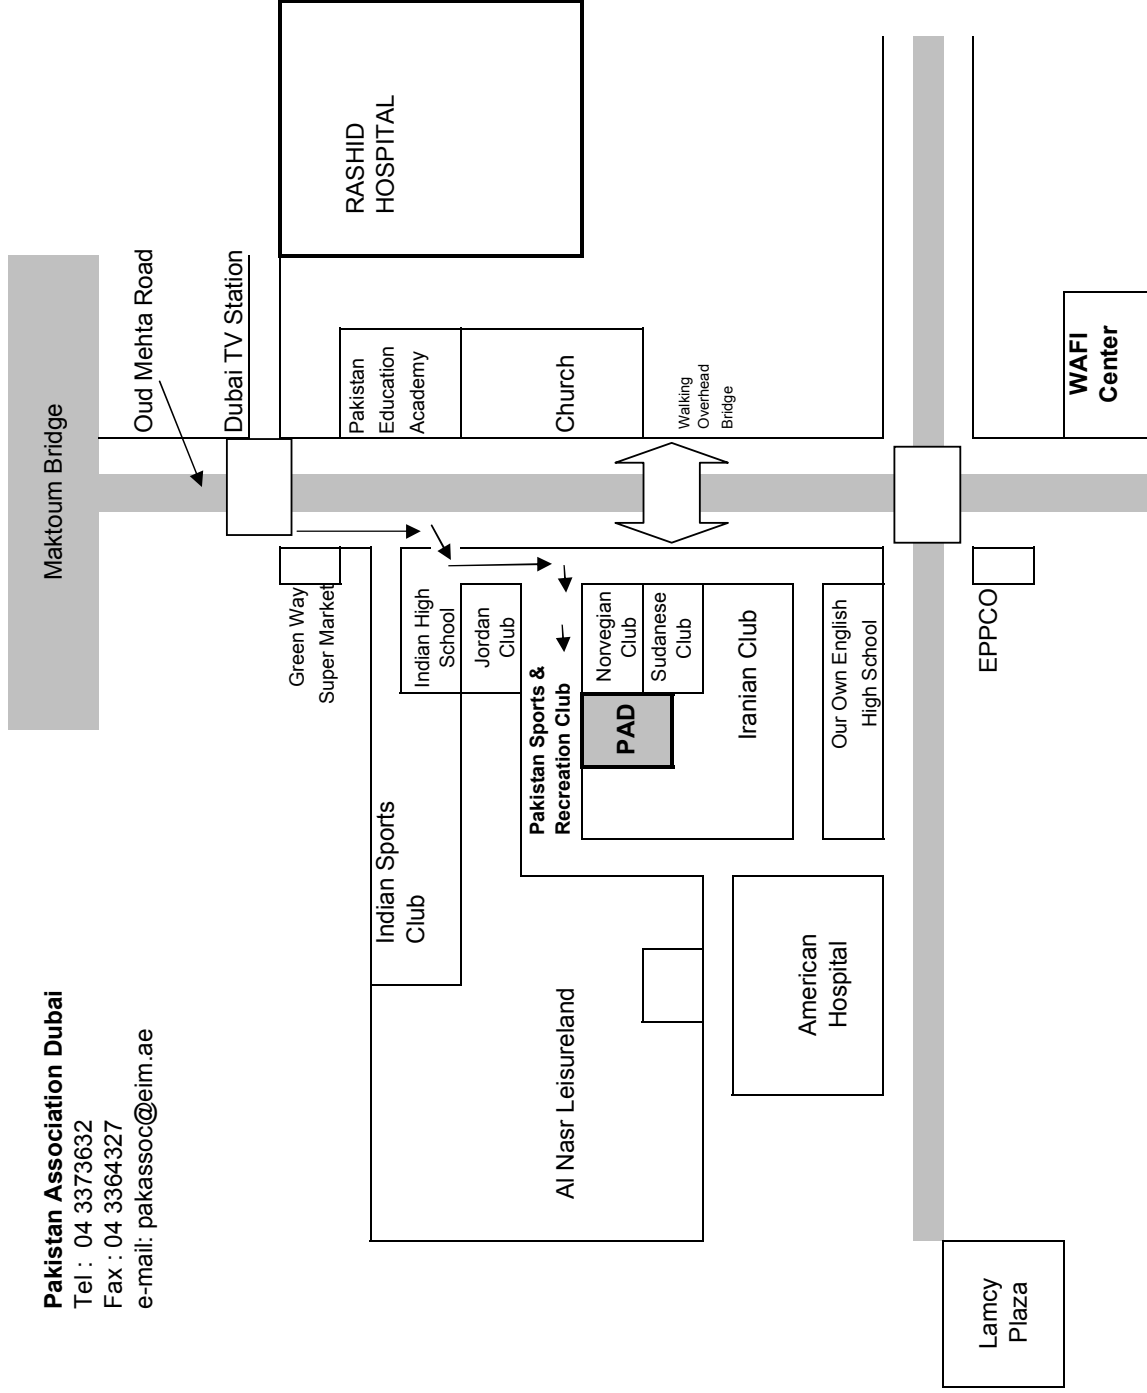 Pakistan Association Dubai
Tel : 04 3373632
Fax : 04 3364327
e-mail: pakassoc@eim.ae
Maktoum Bridge
Oud Mehta Road
Dubai TV Station
RASHID
HOSPITAL
Green Way
Super Market
Pakistan
Education
Academy
Indian Sports
Club
Indian High
School
Jordan
Club
Church
Pakistan Sports &
Recreation Club
Al Nasr Leisureland
Norvegian
Club
PAD
Sudanese
Club
Walking
Overhead
Bridge
Iranian Club
American
Hospital
Our Own English
High School
EPPCO
Lamcy
Plaza
WAFI
Center